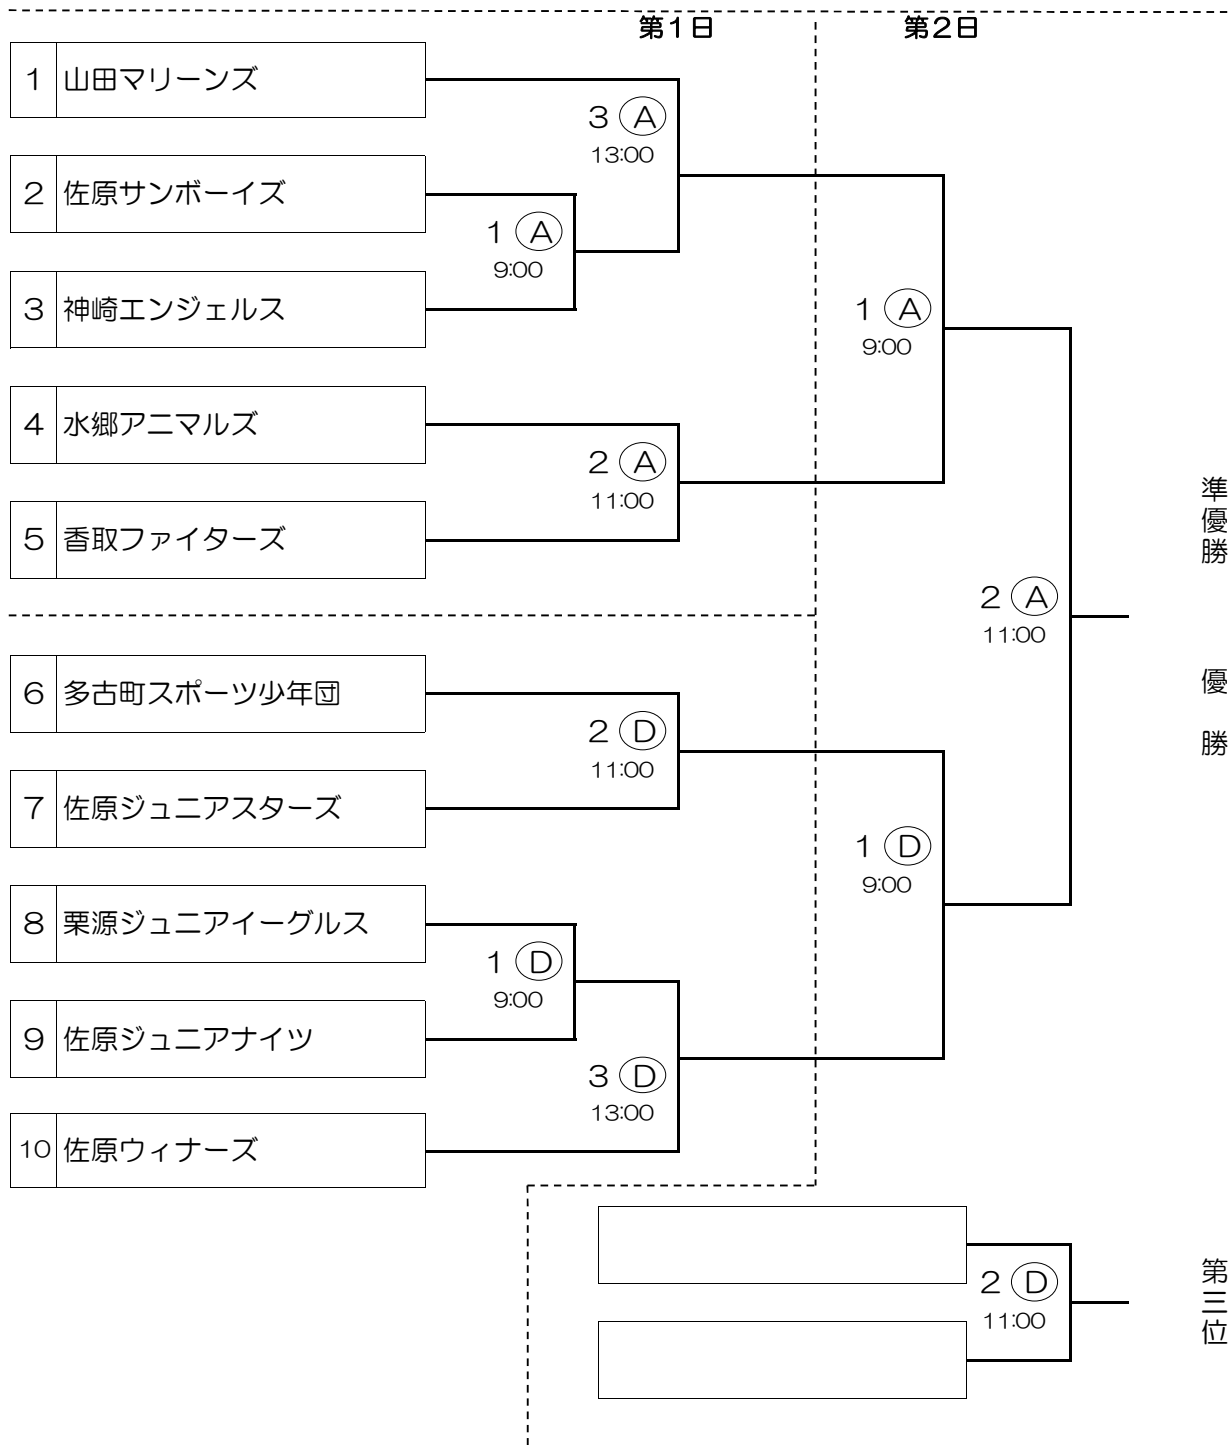 第1日
第2日
1 山田マリーンズ
3 A
13:00
2 佐原サンボーイズ
1 A
9:00
3 神崎エンジェルス
1 A
9:00
4 水郷アニマルズ
2 A
11:00
5 香取ファイターズ
準優勝
2 A
11:00
6 多古町スポーツ少年団
優勝
2 D
11:00
7 佐原ジュニアスターズ
1 D
9:00
8 栗源ジュニアイーグルス
1 D
9:00
9 佐原ジュニアナイツ
3 D
13:00
10 佐原ウィナーズ
2 D
11:00
第三位